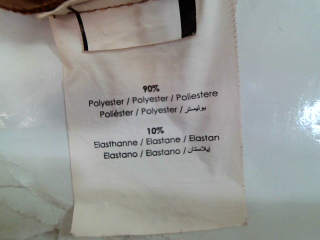 90%
Polyester / Polyester / Poliestere
Poliéster / Polyester / بوليستر
10%
Elasthanne / Elastane / Elastan
Elastano / Elastano / إيلاستان